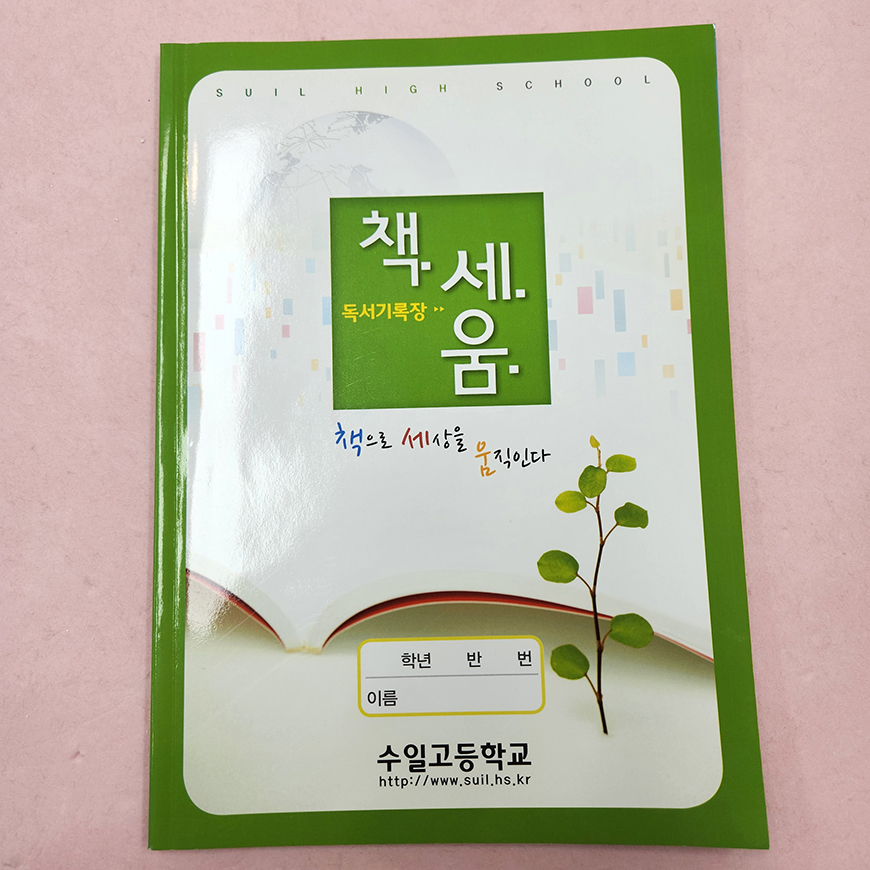 SUIL HIGH SCHOOL
책.
세.
독서기록장
움.
책으로 세상을
움직인다
학년 반 번
이름
수일고등학교
http://www.suil.hs.kr